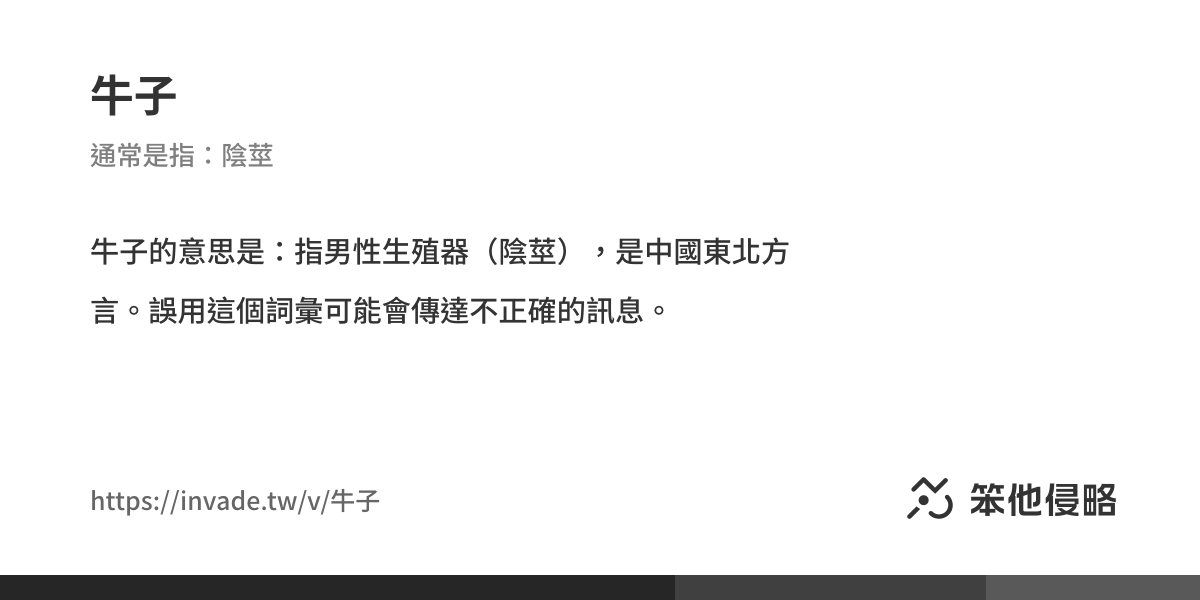 牛子
通常是指：陰莖
牛子的意思是：指男性生殖器（陰莖），是中國東北方
言。誤用這個詞彙可能會傳達不正確的訊息。
https://invade.tw/v/牛子
笨他侵略